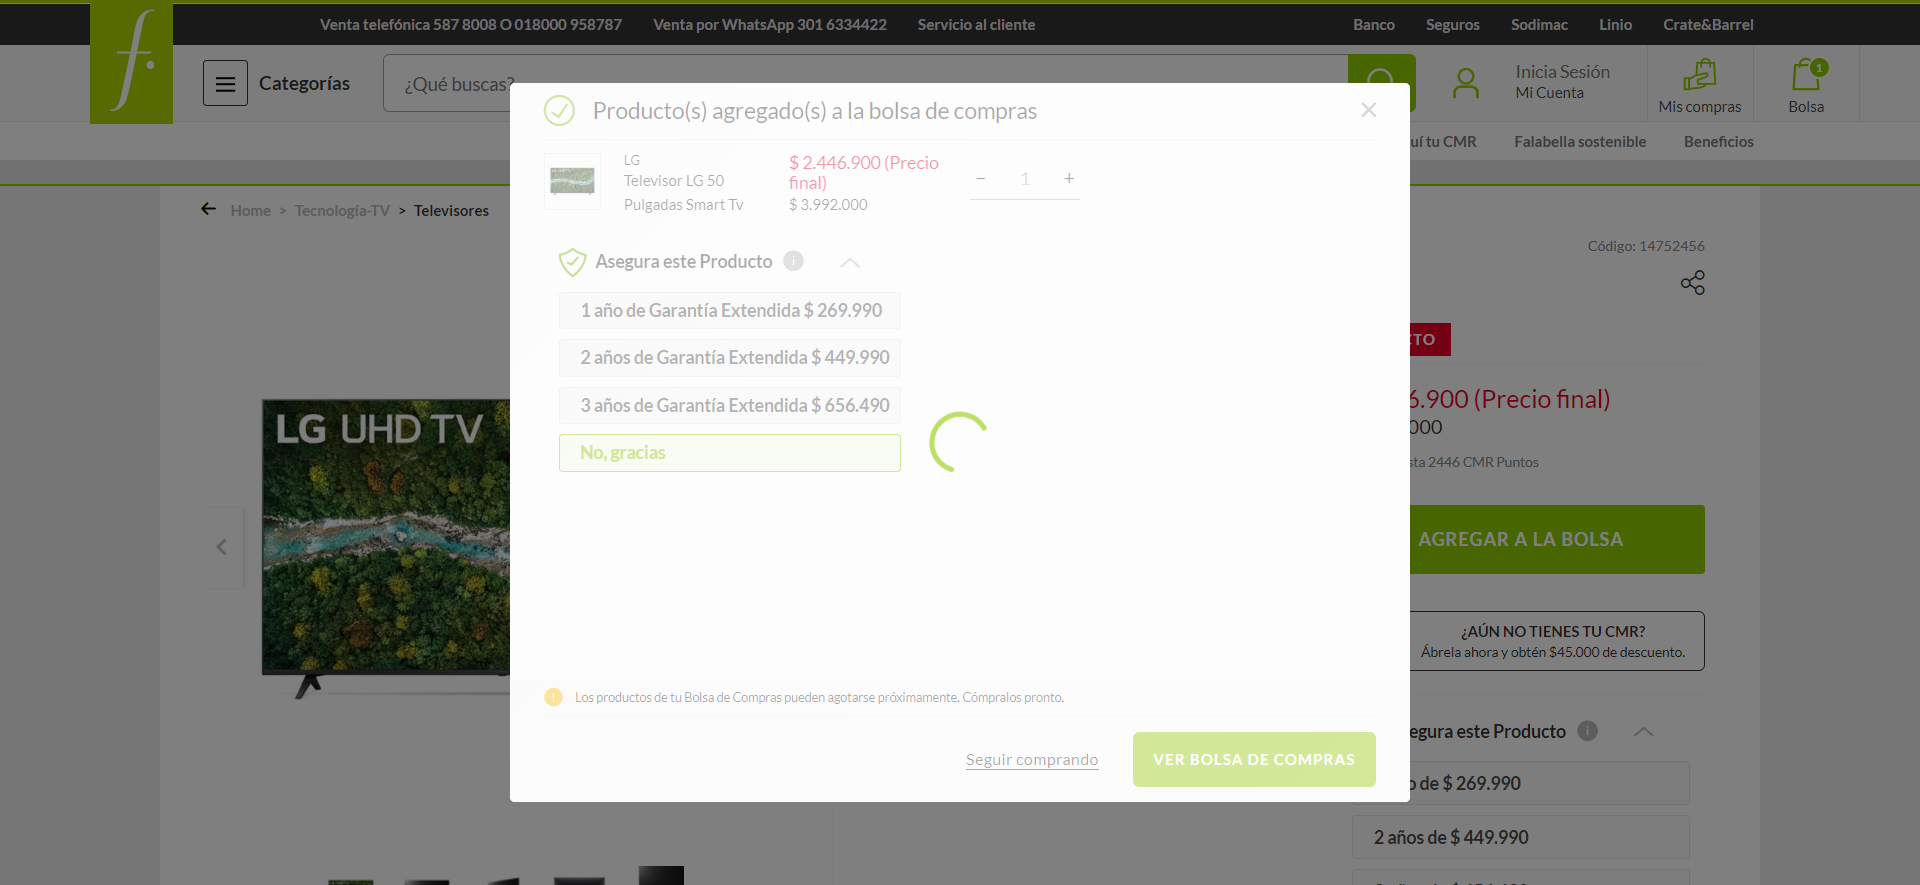 Venta telefónica 587 8008 O 018000 958787 Venta por WhatsApp 301 6334422 Servicio al cliente Banco Seguros Sodimac Linio Crate&Barrel
f.
Categorías ¿Qué buscas? Inicia Sesión
Mi Cuenta
Mis compras
1
Bolsa
uí tu CMR Falabella sostenible Beneficios
Home > Tecnología-TV > Televisores
Código: 14752456
LG UHD TV
Producto(s) agregado(s) a la bolsa de compras
LG
Televisor LG 50
Pulgadas Smart Tv
$ 2.446.900 (Precio
final)
$ 3.992.000
− 1 +
Asegura este Producto i
1 año de Garantía Extendida $ 269.990
2 años de Garantía Extendida $ 449.990
3 años de Garantía Extendida $ 656.490
No, gracias
! Los productos de tu Bolsa de Compras pueden agotarse próximamente. Cómpralos pronto.
Seguir comprando VER BOLSA DE COMPRAS
CTO
6.900 (Precio final)
000
sta 2446 CMR Puntos
AGREGAR A LA BOLSA
¿AÚN NO TIENES TU CMR?
Ábrela ahora y obtén $45.000 de descuento.
egura este Producto i
o de $ 269.990
2 años de $ 449.990